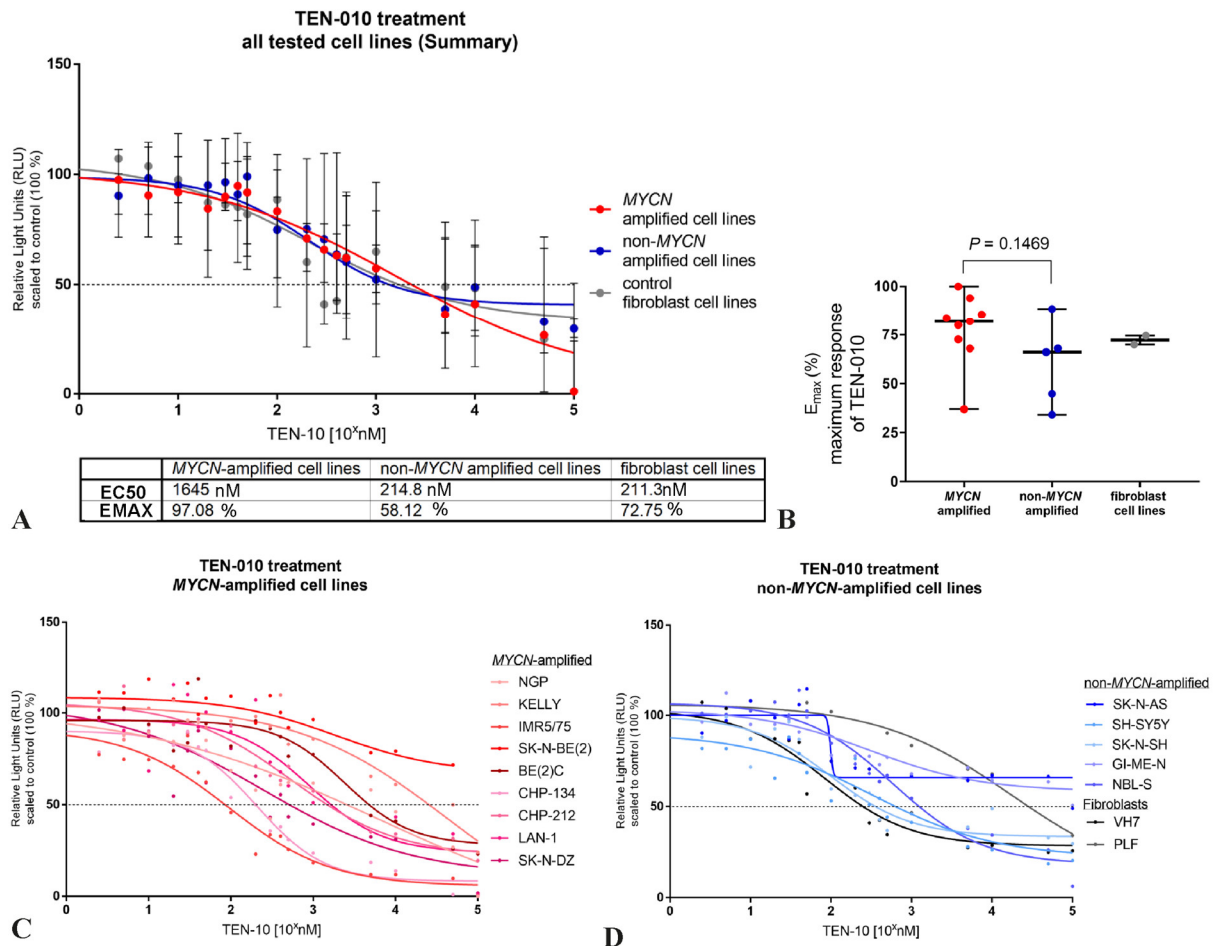 TEN-010 treatment
all tested cell lines (Summary)
Relative Light Units (RLU)
scaled to control (100 %)
150
100
50
0
0 1 2 3 4 5
TEN-10 [10ˣnM]
MYCN
amplified cell lines
non-MYCN
amplified cell lines
control
fibroblast cell lines
MYCN-amplified cell lines non-MYCN amplified cell lines fibroblast cell lines
EC50 1645 nM 214.8 nM 211.3nM
EMAX 97.08 % 58.12 % 72.75 %
A
P = 0.1469
Emax (%)
maximum response
of TEN-010
100
75
50
25
0
MYCN
amplified
non-MYCN
amplified
fibroblast
cell lines
B
TEN-010 treatment
MYCN-amplified cell lines
Relative Light Units (RLU)
scaled to control (100 %)
150
100
50
0
0 1 2 3 4 5
TEN-010 [10ˣnM]
MYCN-amplified
NGP
KELLY
IMR5/75
SK-N-BE(2)
BE(2)C
CHP-134
CHP-212
LAN-1
SK-N-DZ
C
TEN-010 treatment
non-MYCN-amplified cell lines
Relative Light Units (RLU)
scaled to control (100 %)
150
100
50
0
0 1 2 3 4 5
TEN-010 [10ˣnM]
non-MYCN-amplified
SK-N-AS
SH-SY5Y
SK-N-SH
GI-ME-N
NBL-S
Fibroblasts
VH7
PLF
D